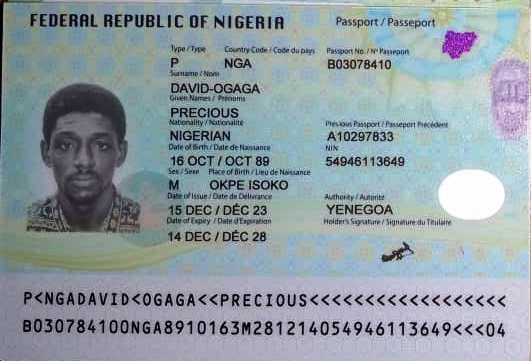 FEDERAL REPUBLIC OF NIGERIA
Passport / Passeport
Type / Type Country Code / Code du pays Passport No. / N° Passeport
P NGA B03078410
Surname / Nom
DAVID-OGAGA
Given Names / Prénoms
PRECIOUS
Nationality / Nationalité Previous Passport / Passeport Précédent
NIGERIAN A10297833
Date of Birth / Date de Naissance NIN
16 OCT / OCT 89 54946113649
Sex / Sexe Place of Birth / Lieu de Naissance
M OKPE ISOKO
Date of Issue / Date de Délivrance Authority / Autorité
15 DEC / DÉC 23 YENEGOA
Date of Expiry / Date d'Expiration Holder's Signature / Signature du Titulaire
14 DEC / DÉC 28
P<NGADAVID<OGAGA<<PRECIOUS<<<<<<<<<<<<<<<<<<
B030784100NGA8910163M281214054946113649<<<04